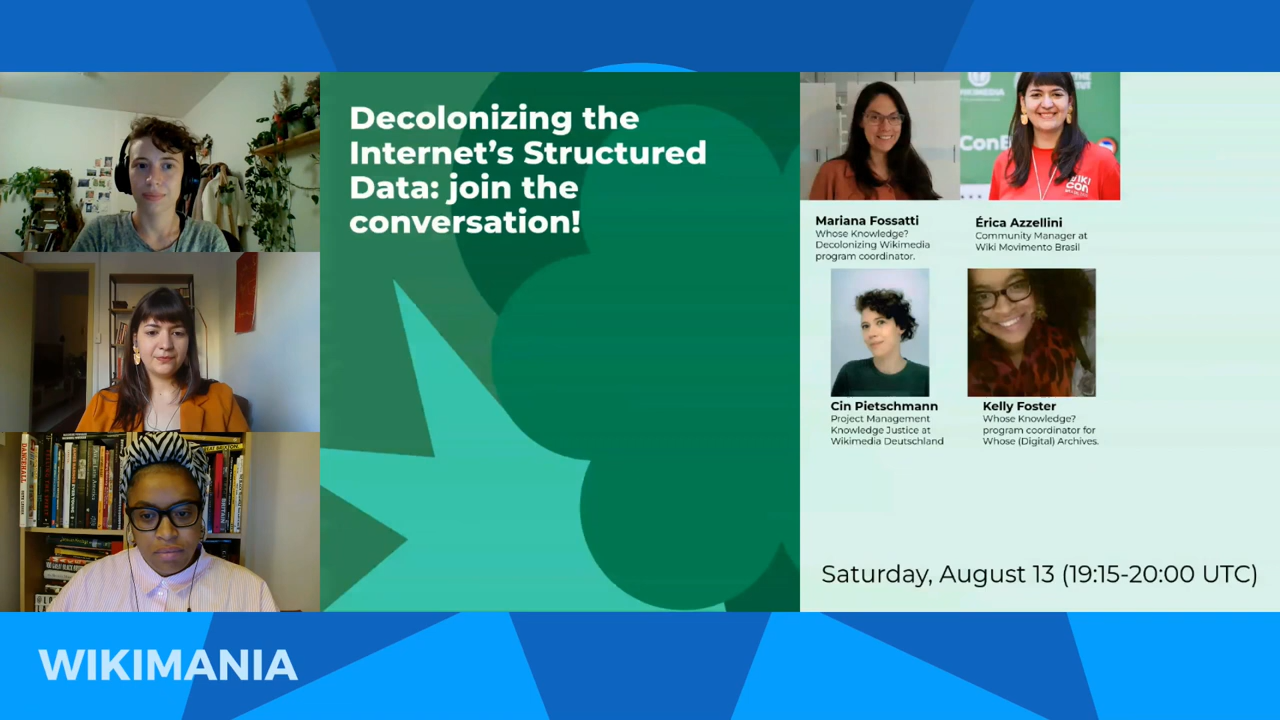 Decolonizing the
Internet’s Structured
Data: join the
conversation!
WIKIMEDIA
Mariana Fossatti
Whose Knowledge?
Decolonizing Wikimedia
program coordinator.
Érica Azzellini
Community Manager at
Wiki Movimento Brasil
Cin Pietschmann
Project Management
Knowledge Justice at
Wikimedia Deutschland
Kelly Foster
Whose Knowledge?
program coordinator for
Whose (Digital) Archives.
Saturday, August 13 (19:15-20:00 UTC)
WIKIMANIA